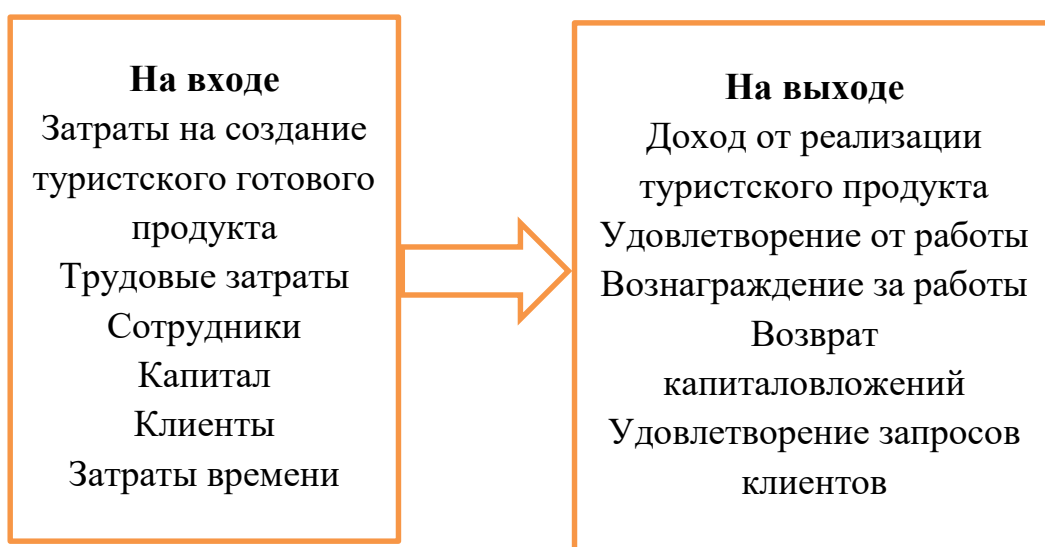 На входе
Затраты на создание
туристского готового
продукта
Трудовые затраты
Сотрудники
Капитал
Клиенты
Затраты времени
На выходе
Доход от реализации
туристского продукта
Удовлетворение от работы
Вознаграждение за работы
Возврат
капиталовложений
Удовлетворение запросов
клиентов